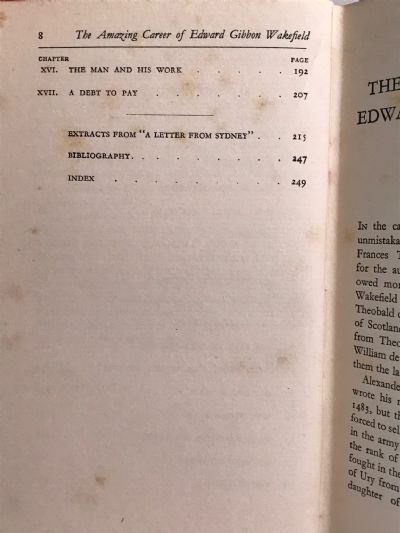 8 The Amazing Career of Edward Gibbon Wakefield
CHAPTER PAGE
XVI. THE MAN AND HIS WORK . . . . . . 192
XVII. A DEBT TO PAY . . . . . . . . 207
EXTRACTS FROM "A LETTER FROM SYDNEY" . . 215
BIBLIOGRAPHY. . . . . . . . . 247
INDEX . . . . . . . . . . 249
THE
EDWA
IN the ca
unmistaka
Frances T
for the au
owed mor
Wakefield
Theobald
of Scotlan
from Theo
William de
them the la
Alexande
wrote his
1483, but th
forced to sel
in the army
the rank of
fought in the
of Ury from
daughter of